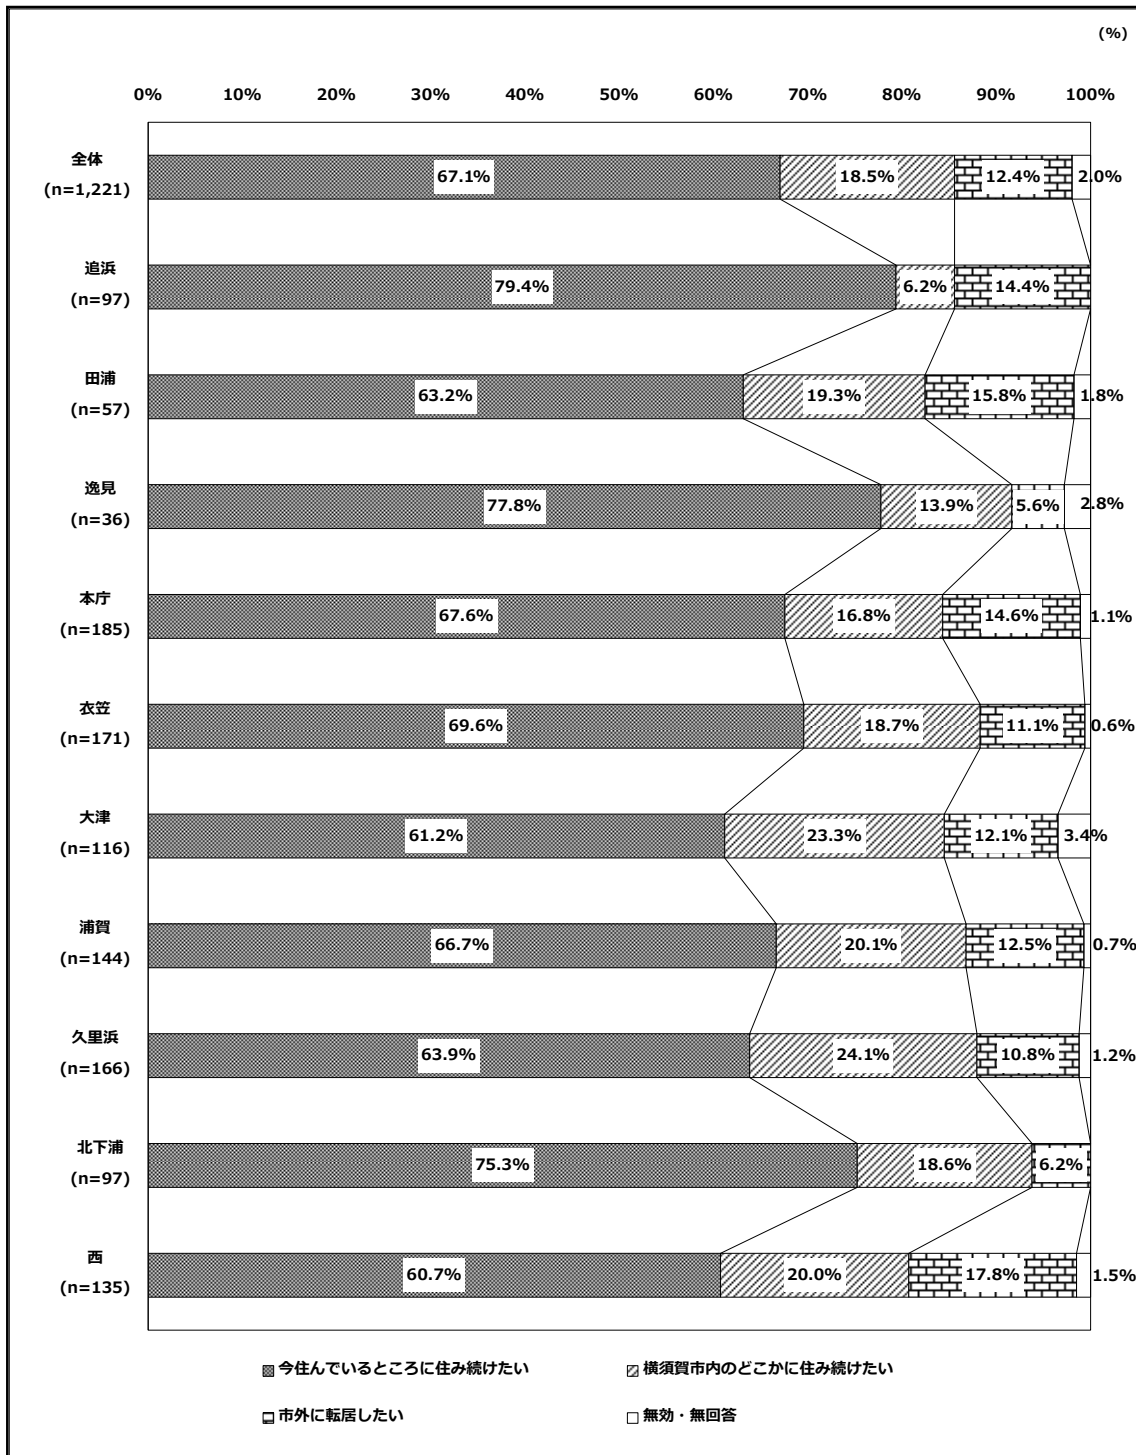 (%)
0% 10% 20% 30% 40% 50% 60% 70% 80% 90% 100%
全体
(n=1,221)
67.1% 18.5% 12.4% 2.0%
追浜
(n=97)
79.4% 6.2% 14.4%
田浦
(n=57)
63.2% 19.3% 15.8% 1.8%
逸見
(n=36)
77.8% 13.9% 5.6% 2.8%
本庁
(n=185)
67.6% 16.8% 14.6% 1.1%
衣笠
(n=171)
69.6% 18.7% 11.1% 0.6%
大津
(n=116)
61.2% 23.3% 12.1% 3.4%
浦賀
(n=144)
66.7% 20.1% 12.5% 0.7%
久里浜
(n=166)
63.9% 24.1% 10.8% 1.2%
北下浦
(n=97)
75.3% 18.6% 6.2%
西
(n=135)
60.7% 20.0% 17.8% 1.5%
今住んでいるところに住み続けたい 横須賀市内のどこかに住み続けたい
市外に転居したい 無効・無回答